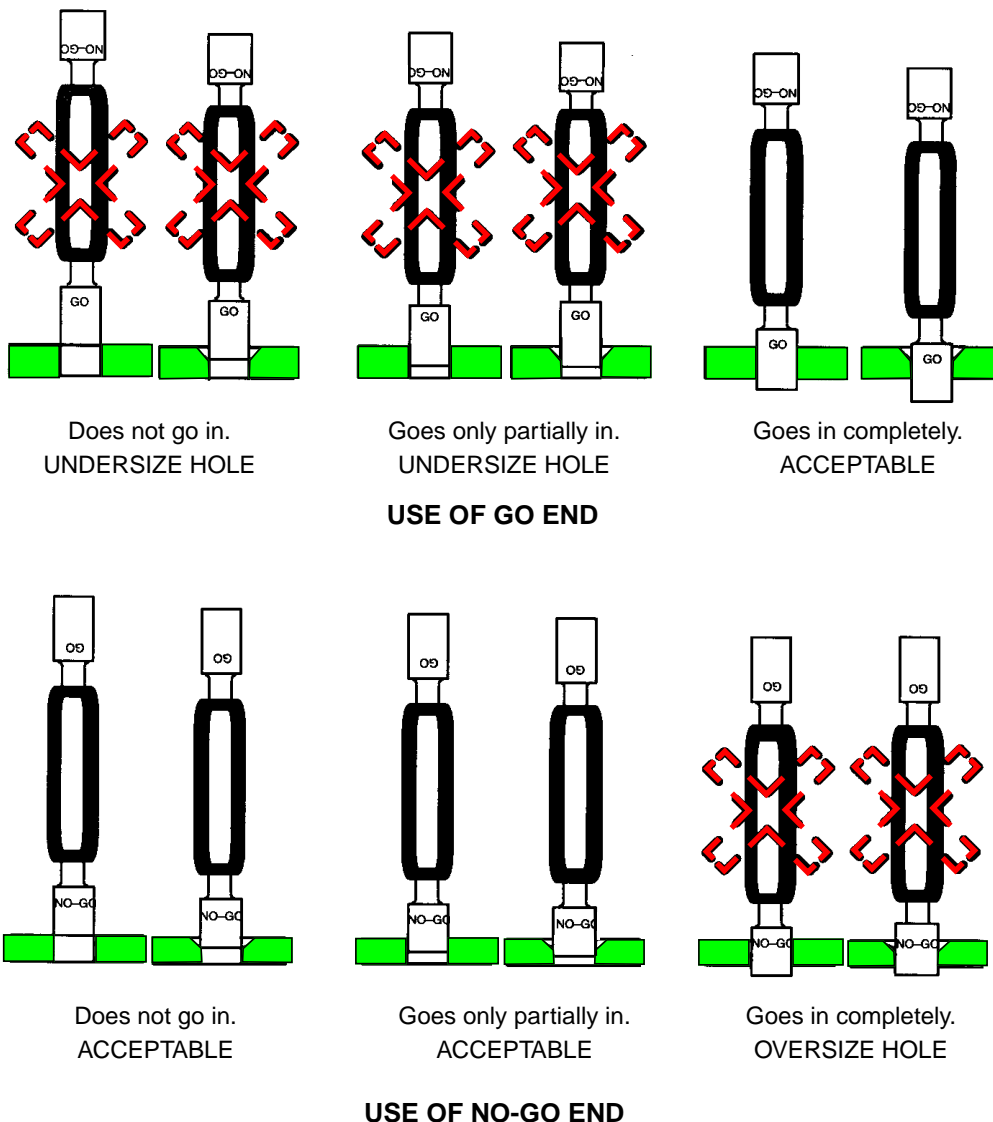 NO-GO NO-GO NO-GO NO-GO NO-GO NO-GO
GO GO GO GO GO GO
Does not go in. Goes only partially in. Goes in completely.
UNDERSIZE HOLE UNDERSIZE HOLE ACCEPTABLE
USE OF GO END
GO GO GO GO GO GO
NO-GO NO-GO NO-GO NO-GO NO-GO NO-GO
Does not go in. Goes only partially in. Goes in completely.
ACCEPTABLE ACCEPTABLE OVERSIZE HOLE
USE OF NO-GO END